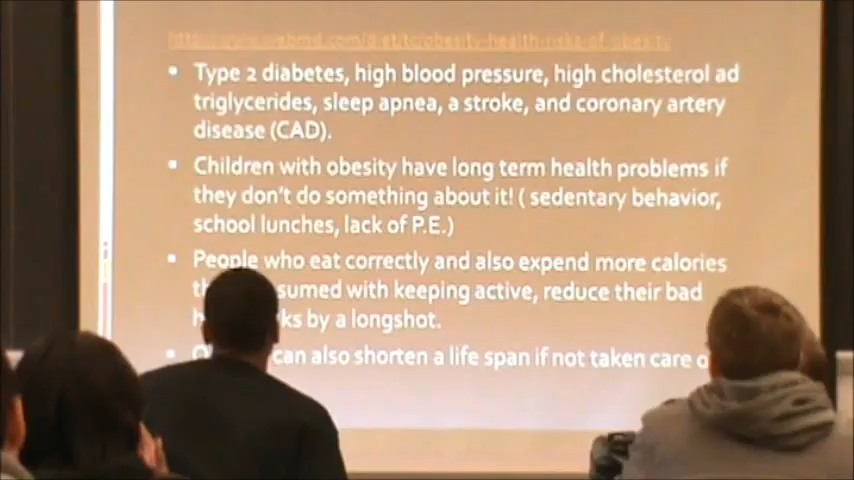 Type 2 diabetes, high blood pressure, high cholesterol ad
triglycerides, sleep apnea, a stroke, and coronary artery
disease (CAD).
Children with obesity have long term health problems if
they don't do something about it! ( sedentary behavior,
school lunches, lack of P.E.)
People who eat correctly and also expend more calories
sumed with keeping active, reduce their bad
ks by a longshot.
can also shorten a life span if not taken care o